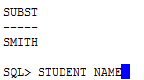 SUBST
-----
SMITH
SQL> STUDENT NAME